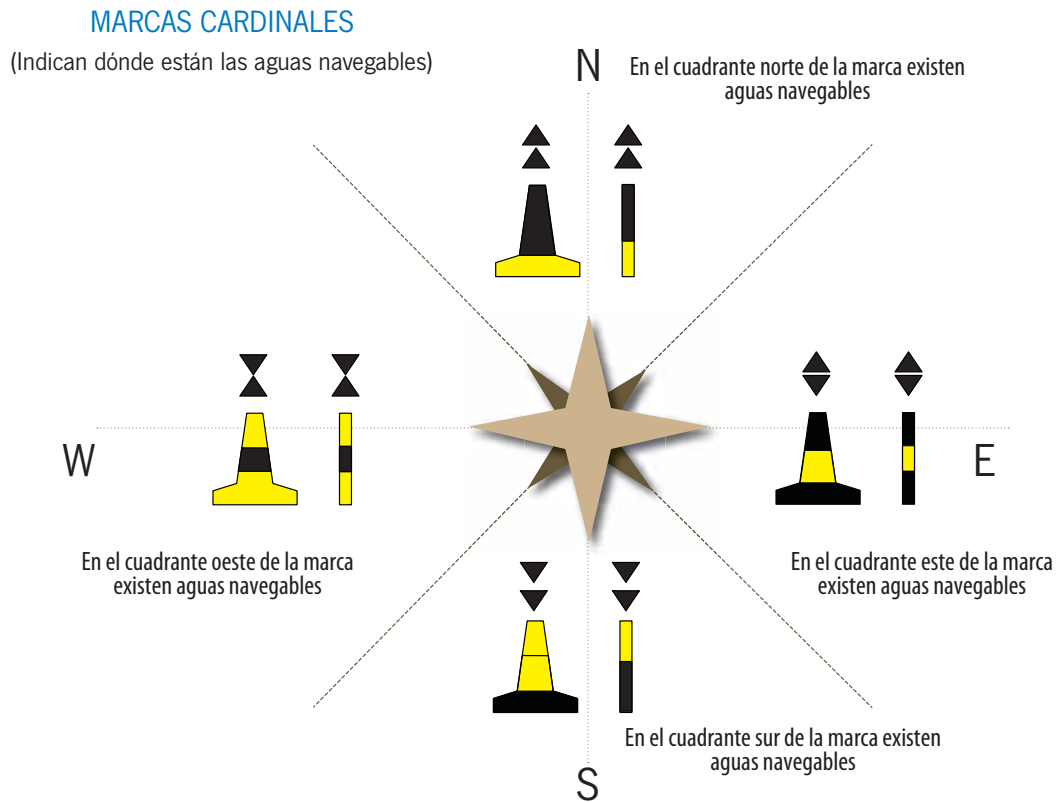 MARCAS CARDINALES
(Indican dónde están las aguas navegables)
N
En el cuadrante norte de la marca existen
aguas navegables
W
E
En el cuadrante oeste de la marca
existen aguas navegables
En el cuadrante este de la marca
existen aguas navegables
En el cuadrante sur de la marca existen
aguas navegables
S